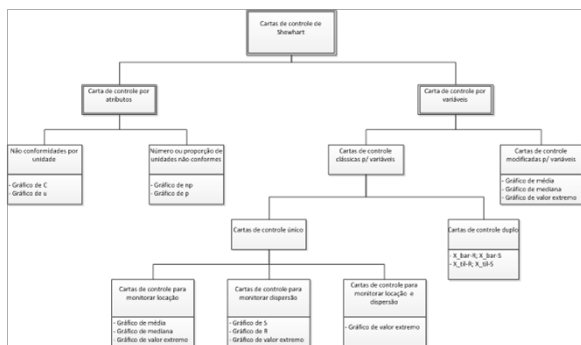 Cartas de controle de
Shewhart
Carta de controle por
atributos
Carta de controle por
variáveis
Não conformidades por
unidade
- Gráfico de C
- Gráfico de u
Número ou proporção de
unidades não conformes
- Gráfico de np
- Gráfico de p
Cartas de controle
clássicas p/ variáveis
Cartas de controle
modificadas p/ variáveis
- Gráfico de média
- Gráfico de mediana
- Gráfico de valor extremo
Cartas de controle único
Cartas de controle duplo
- X_bar-R; X_bar-S
- X_til-R; X_til-S
Cartas de controle para
monitorar locação
- Gráfico de média
- Gráfico de mediana
- Gráfico de valor extremo
Cartas de controle para
monitorar dispersão
- Gráfico de S
- Gráfico de R
- Gráfico de valor extremo
Cartas de controle para
monitorar locação e
dispersão
- Gráfico de valor extremo